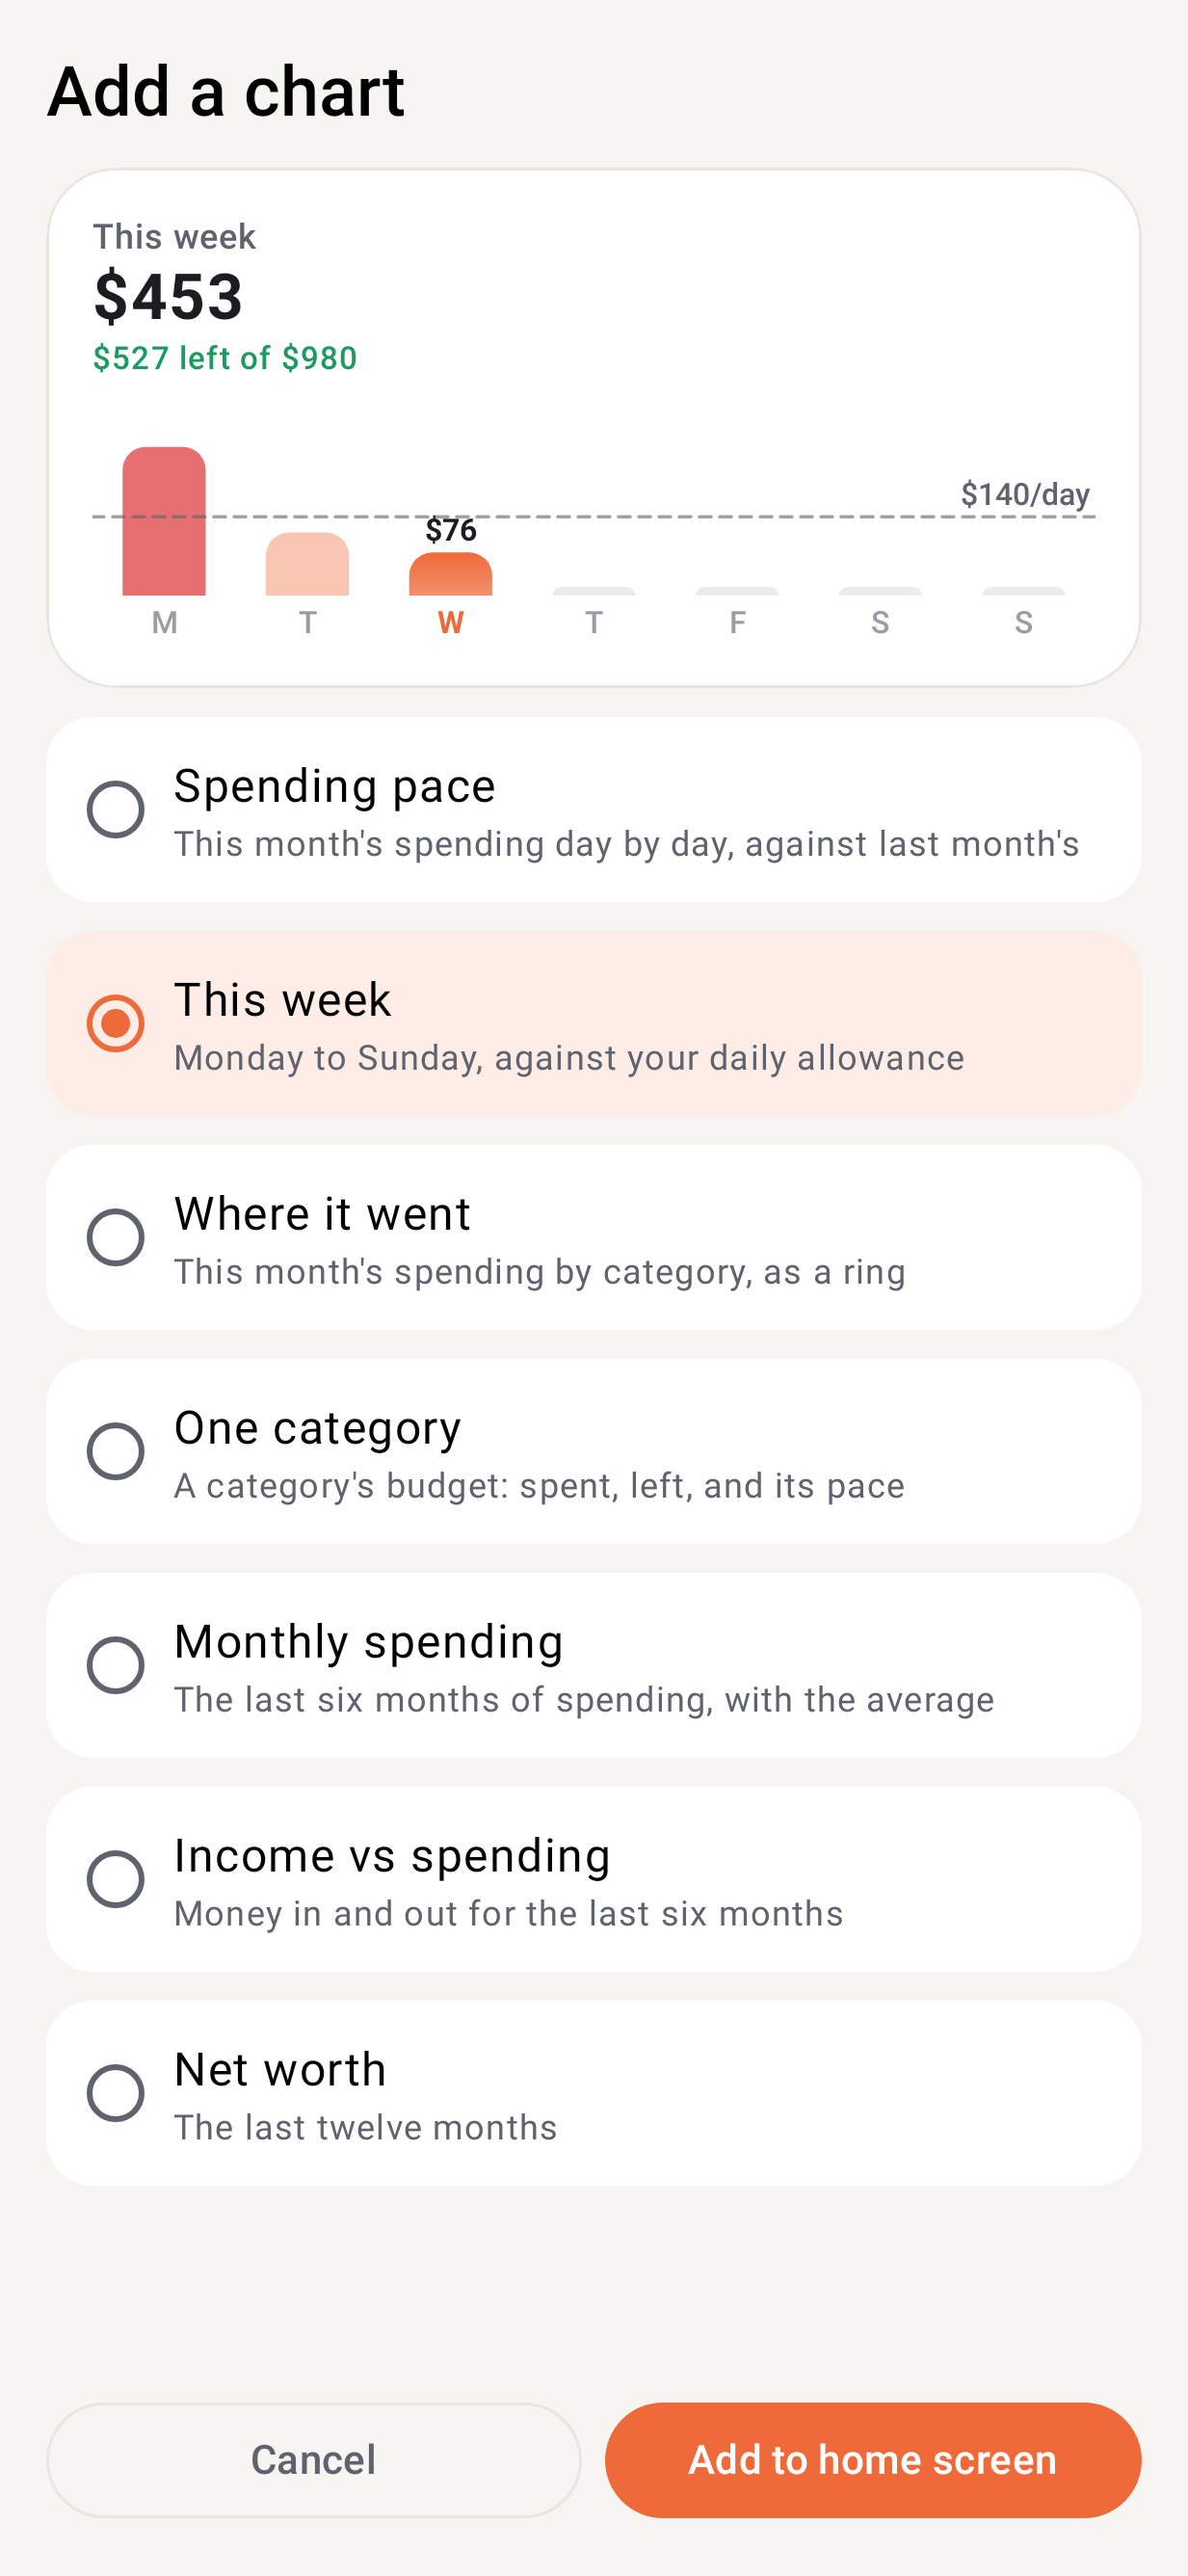 Add a chart
This week
$453
$527 left of $980
$140/day
$76
M T W T F S S
Spending pace
This month's spending day by day, against last month's
This week
Monday to Sunday, against your daily allowance
Where it went
This month's spending by category, as a ring
One category
A category's budget: spent, left, and its pace
Monthly spending
The last six months of spending, with the average
Income vs spending
Money in and out for the last six months
Net worth
The last twelve months
Cancel
Add to home screen